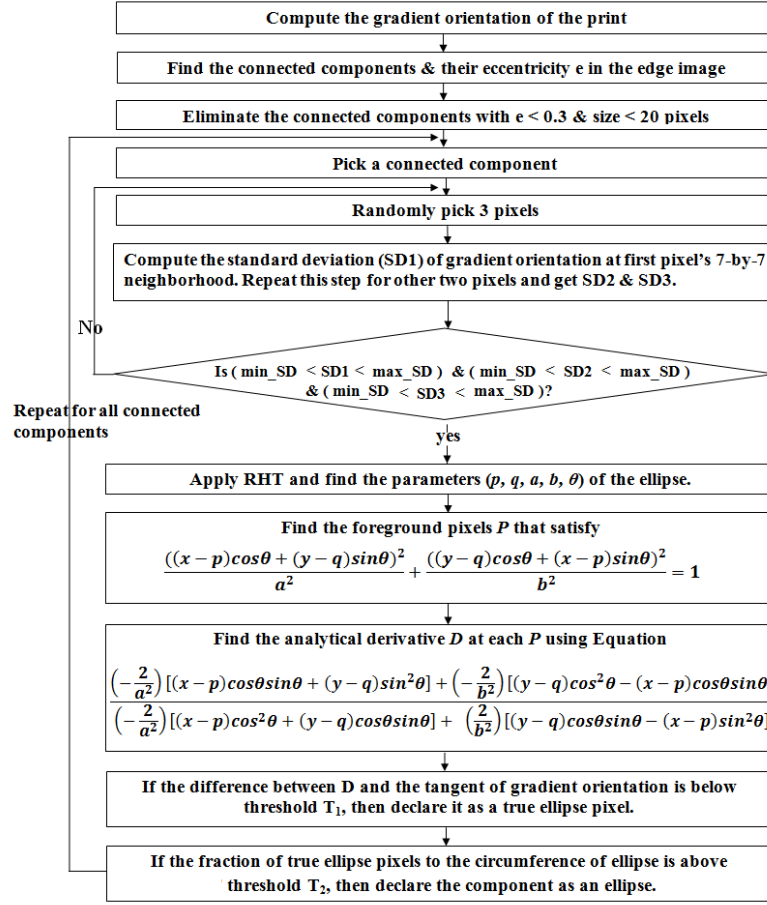 Compute the gradient orientation of the print
Find the connected components & their eccentricity e in the edge image
Eliminate the connected components with e < 0.3 & size < 20 pixels
Pick a connected component
Randomly pick 3 pixels
Compute the standard deviation (SD1) of gradient orientation at first pixel's 7-by-7
neighborhood. Repeat this step for other two pixels and get SD2 & SD3.
No
Is ( min_SD < SD1 < max_SD ) & ( min_SD < SD2 < max_SD )
& ( min_SD < SD3 < max_SD )?
Repeat for all connected
components
yes
Apply RHT and find the parameters (p, q, a, b, θ) of the ellipse.
Find the foreground pixels P that satisfy
((x − p)cosθ + (y − q)sinθ)²/a² + ((y − q)cosθ + (x − p)sinθ)²/b² = 1
Find the analytical derivative D at each P using Equation
(−2/a²) [(x − p)cosθsinθ + (y − q)sin²θ] + (−2/b²) [(y − q)cos²θ − (x − p)cosθsinθ
(−2/a²) [(x − p)cos²θ + (y − q)cosθsinθ] + (2/b²) [(y − q)cosθsinθ − (x − p)sin²θ]
If the difference between D and the tangent of gradient orientation is below
threshold T₁, then declare it as a true ellipse pixel.
If the fraction of true ellipse pixels to the circumference of ellipse is above
threshold T₂, then declare the component as an ellipse.